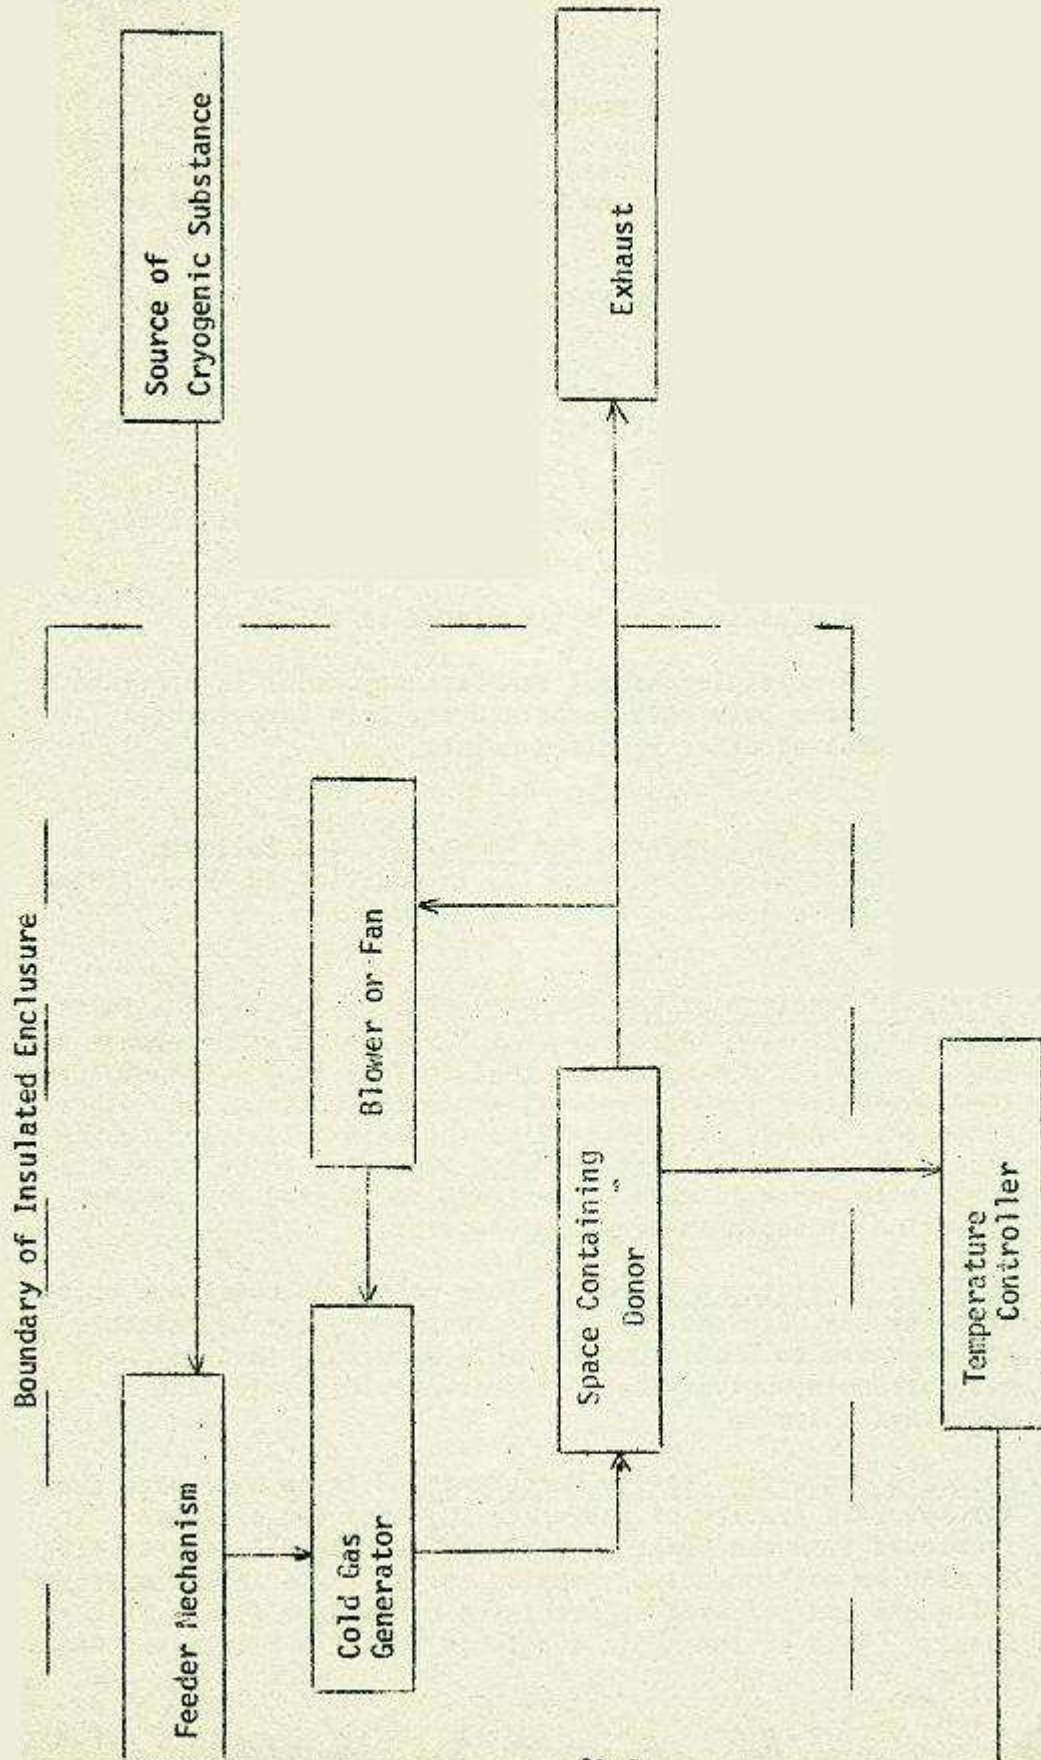 Boundary of Insulated Enclusure
Source of
Cryogenic Substance
Feeder Mechanism
Blower or Fan
Cold Gas
Generator
Exhaust
Space Containing
Donor
Temperature
Controller